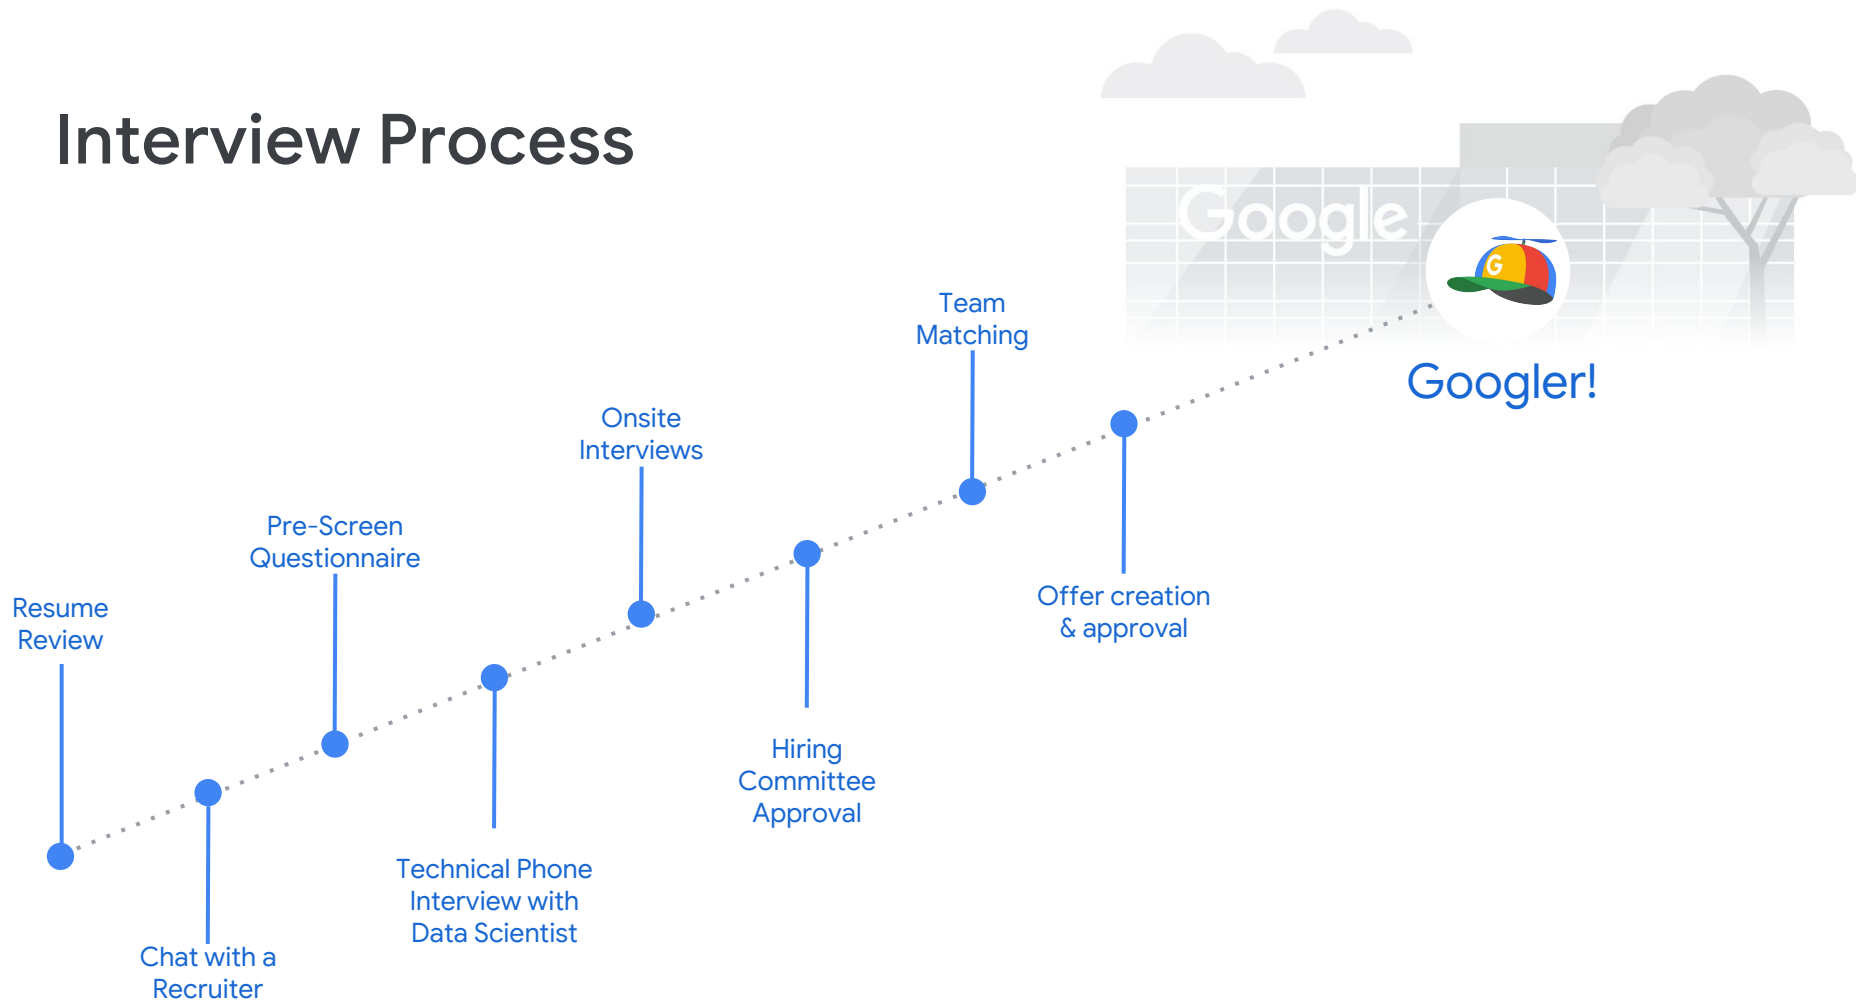 Interview Process
Google
G
Googler!
Resume
Review
Chat with a
Recruiter
Pre-Screen
Questionnaire
Technical Phone
Interview with
Data Scientist
Onsite
Interviews
Hiring
Committee
Approval
Team
Matching
Offer creation
& approval